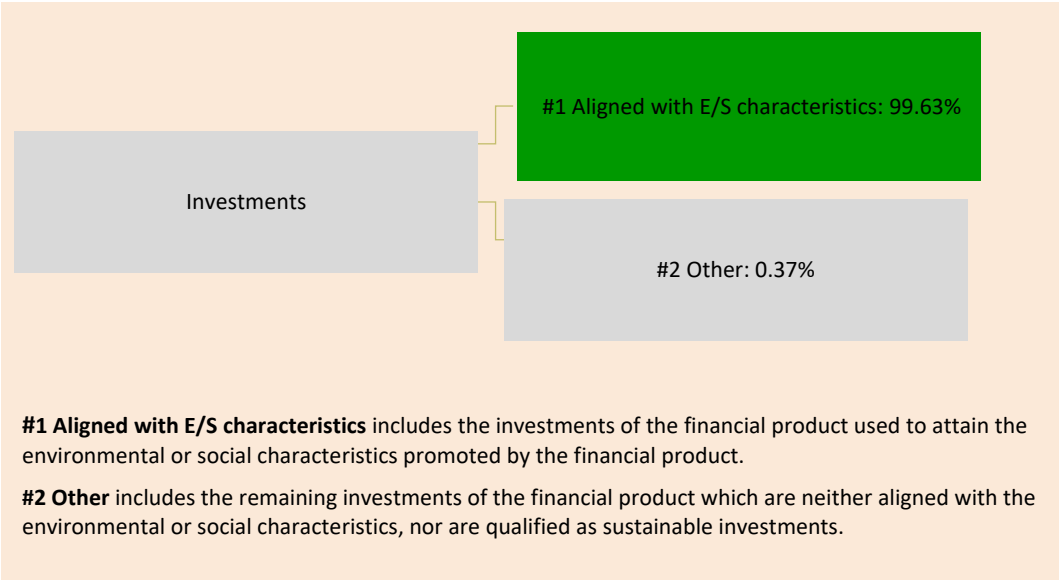 #1 Aligned with E/S characteristics: 99.63%
Investments
#2 Other: 0.37%
#1 Aligned with E/S characteristics includes the investments of the financial product used to attain the
environmental or social characteristics promoted by the financial product.
#2 Other includes the remaining investments of the financial product which are neither aligned with the
environmental or social characteristics, nor are qualified as sustainable investments.